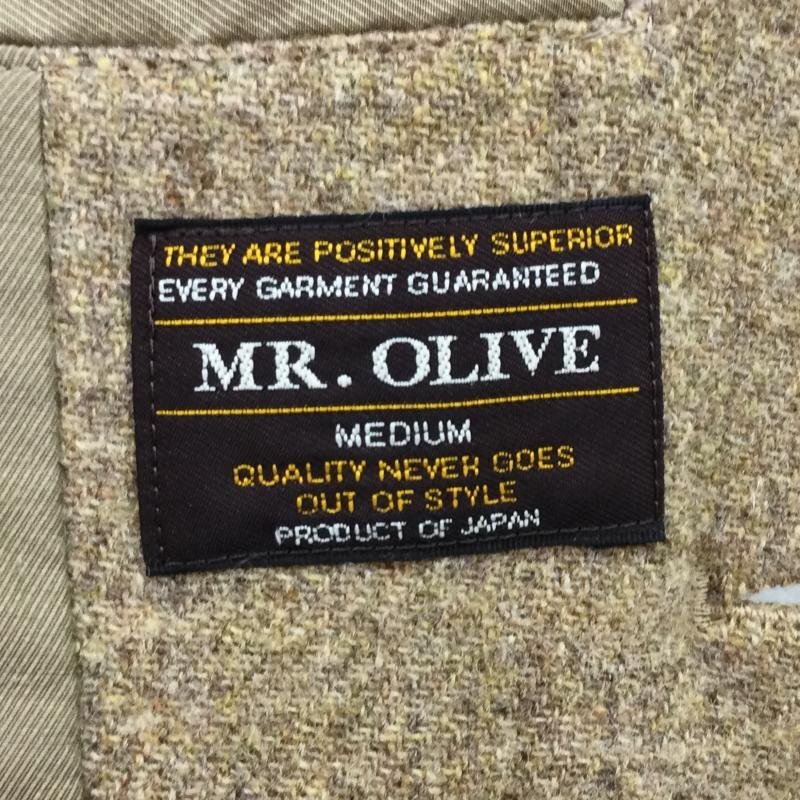 THEY ARE POSITIVELY SUPERIOR
EVERY GARMENT GUARANTEED
MR. OLIVE
MEDIUM
QUALITY NEVER GOES
OUT OF STYLE
PRODUCT OF JAPAN